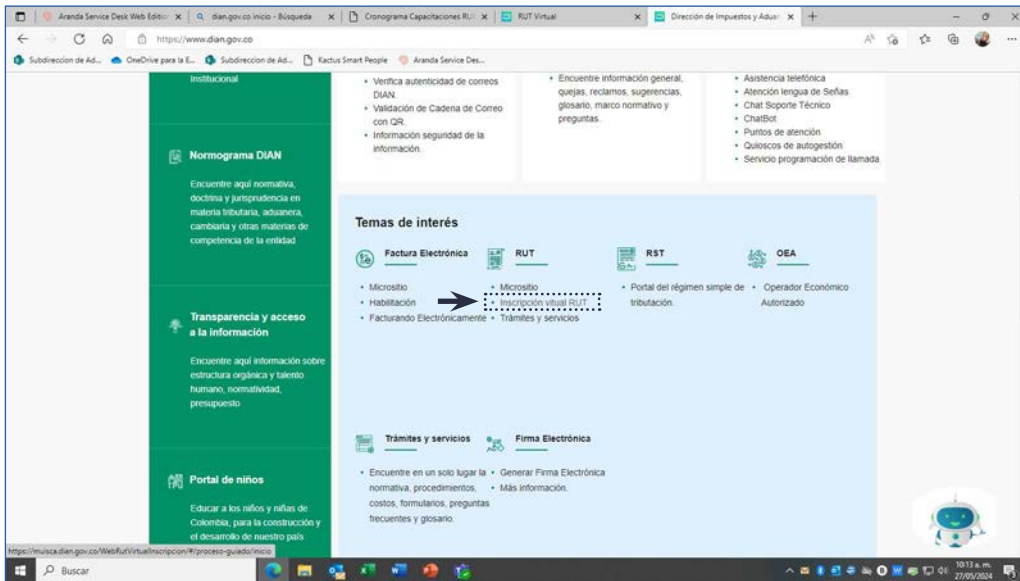 Aranda Service Desk Web Editio
dian.gov.co inicio - Búsqueda
Cronograma Capacitaciones RU
RUT Virtual
Dirección de Impuestos y Aduan
https://www.dian.gov.co
Subdireccion de Ad...
OneDrive para la E...
Subdireccion de Ad...
Kactus Smart People
Aranda Service Des...
Institucional
• Verifica autenticidad de correos
DIAN.
• Validación de Cadena de Correo
con QR.
• Información seguridad de la
información.
• Encuentre información general,
quejas, reclamos, sugerencias,
glosario, marco normativo y
preguntas.
• Asistencia telefónica
• Atención lengua de Señas
• Chat Soporte Técnico
• ChatBot
• Puntos de atención
• Quioscos de autogestión
• Servicio programación de llamada
Normograma DIAN
Encuentre aquí normativa,
doctrina y jurisprudencia en
materia tributaria, aduanera,
cambiaria y otras materias de
competencia de la entidad
Transparencia y acceso
a la información
Encuentre aquí información sobre
estructura orgánica y talento
humano, normatividad,
presupuesto
Portal de niños
Educar a los niños y niñas de
Colombia, para la construcción y
el desarrollo de nuestro país
Temas de interés
Factura Electrónica
• Micrositio
• Habilitación
• Facturando Electrónicamente
RUT
• Micrositio
• Inscripción vitual RUT
• Trámites y servicios
RST
• Portal del régimen simple de
tributación.
OEA
• Operador Económico
Autorizado
Trámites y servicios
• Encuentre en un solo lugar la
normativa, procedimientos,
costos, formularios, preguntas
frecuentes y glosario.
Firma Electrónica
• Generar Firma Electrónica
• Más información.
https://muisca.dian.gov.co/WebRutVirtualInscripcion/#/proceso-guiado/inicio
Buscar
10:13 a. m.
27/05/2024